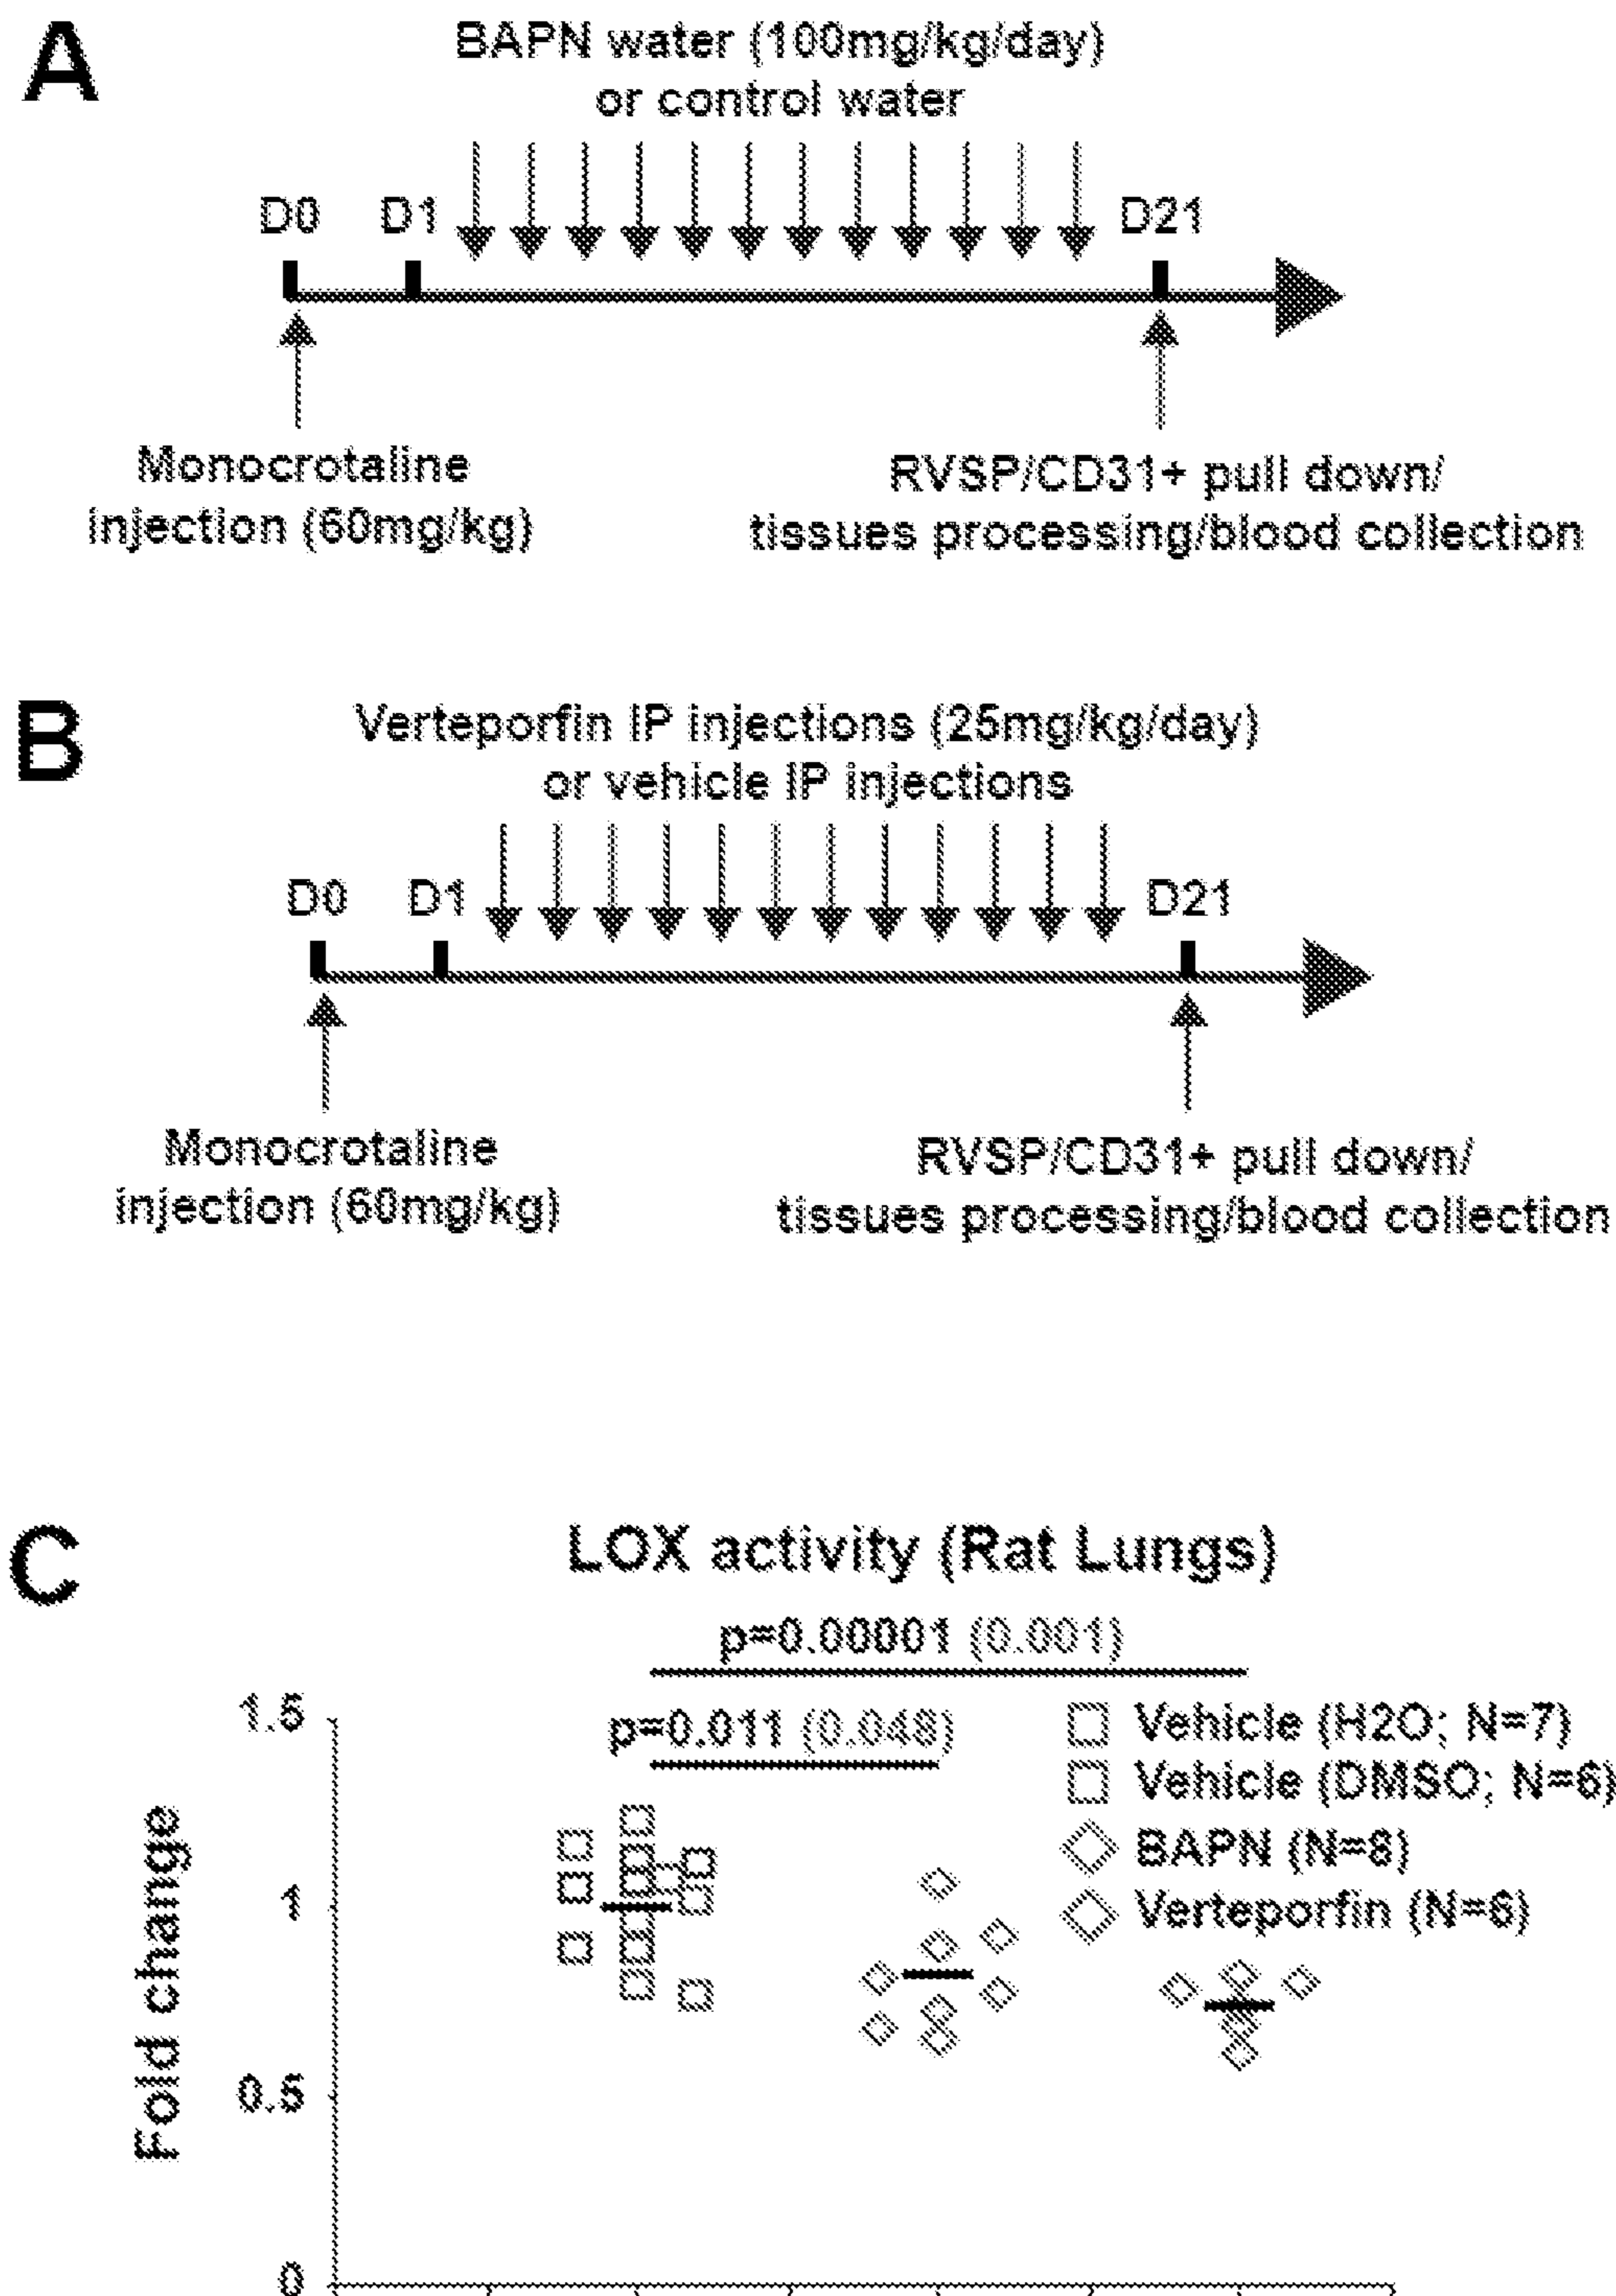 A
BAPN water (100mg/kg/day)
or control water
D0 D1 D21
Monocrotaline
injection (60mg/kg)
RVSP/CD31+ pull down/
tissues processing/blood collection
B
Verteporfin IP injections (25mg/kg/day)
or vehicle IP injections
D0 D1 D21
Monocrotaline
injection (60mg/kg)
RVSP/CD31+ pull down/
tissues processing/blood collection
C
LOX activity (Rat Lungs)
p=0.00001 (0.001)
p=0.011 (0.048)
Vehicle (H2O; N=7)
Vehicle (DMSO; N=6)
BAPN (N=8)
Verteporfin (N=6)
Fold change
1.5
1
0.5
0